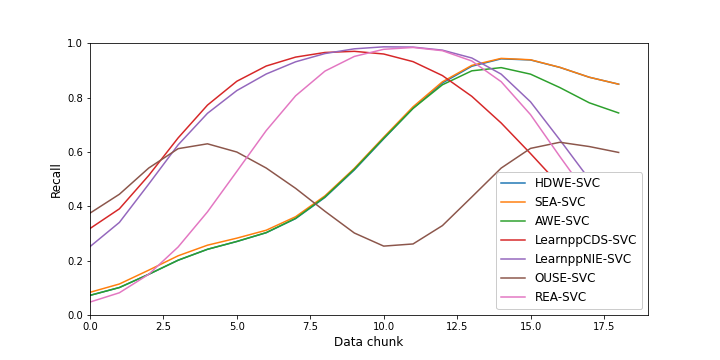 1.0
0.8
0.6
0.4
0.2
0.0
Recall
0.0 2.5 5.0 7.5 10.0 12.5 15.0 17.5
Data chunk
HDWE-SVC
SEA-SVC
AWE-SVC
LearnppCDS-SVC
LearnppNIE-SVC
OUSE-SVC
REA-SVC